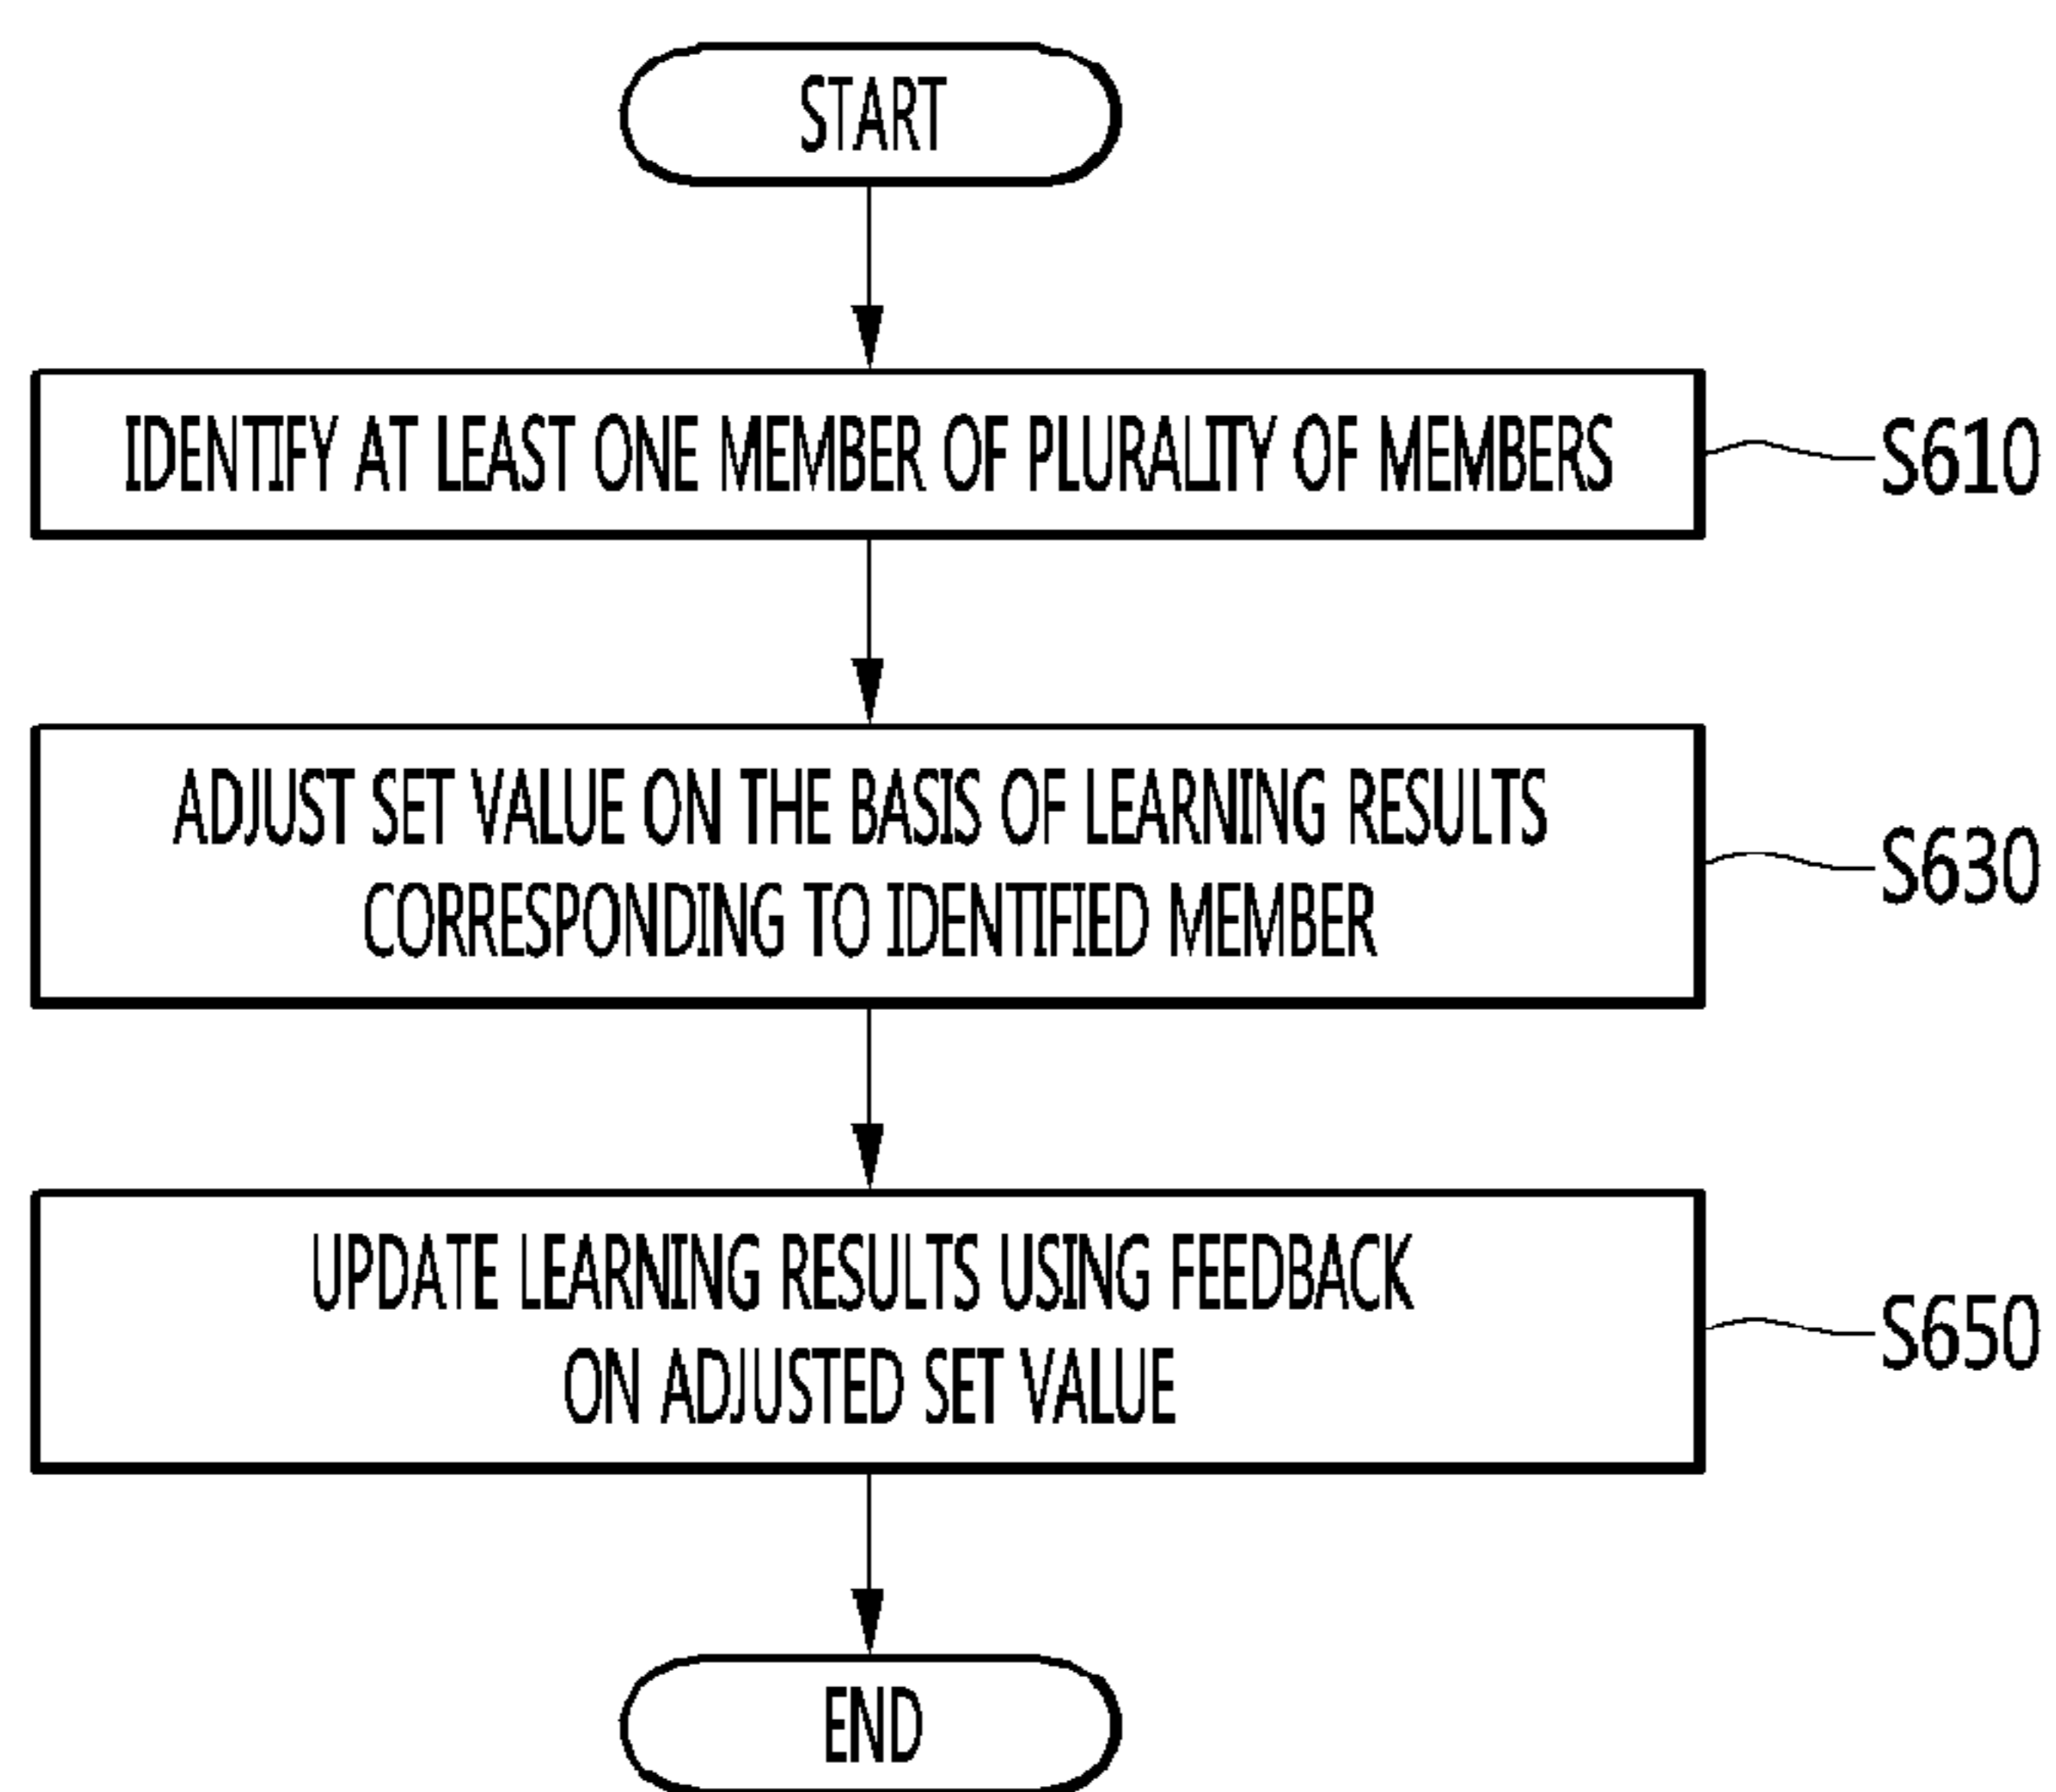 START
IDENTIFY AT LEAST ONE MEMBER OF PLURALITY OF MEMBERS
S610
ADJUST SET VALUE ON THE BASIS OF LEARNING RESULTS
CORRESPONDING TO IDENTIFIED MEMBER
S630
UPDATE LEARNING RESULTS USING FEEDBACK
ON ADJUSTED SET VALUE
S650
END